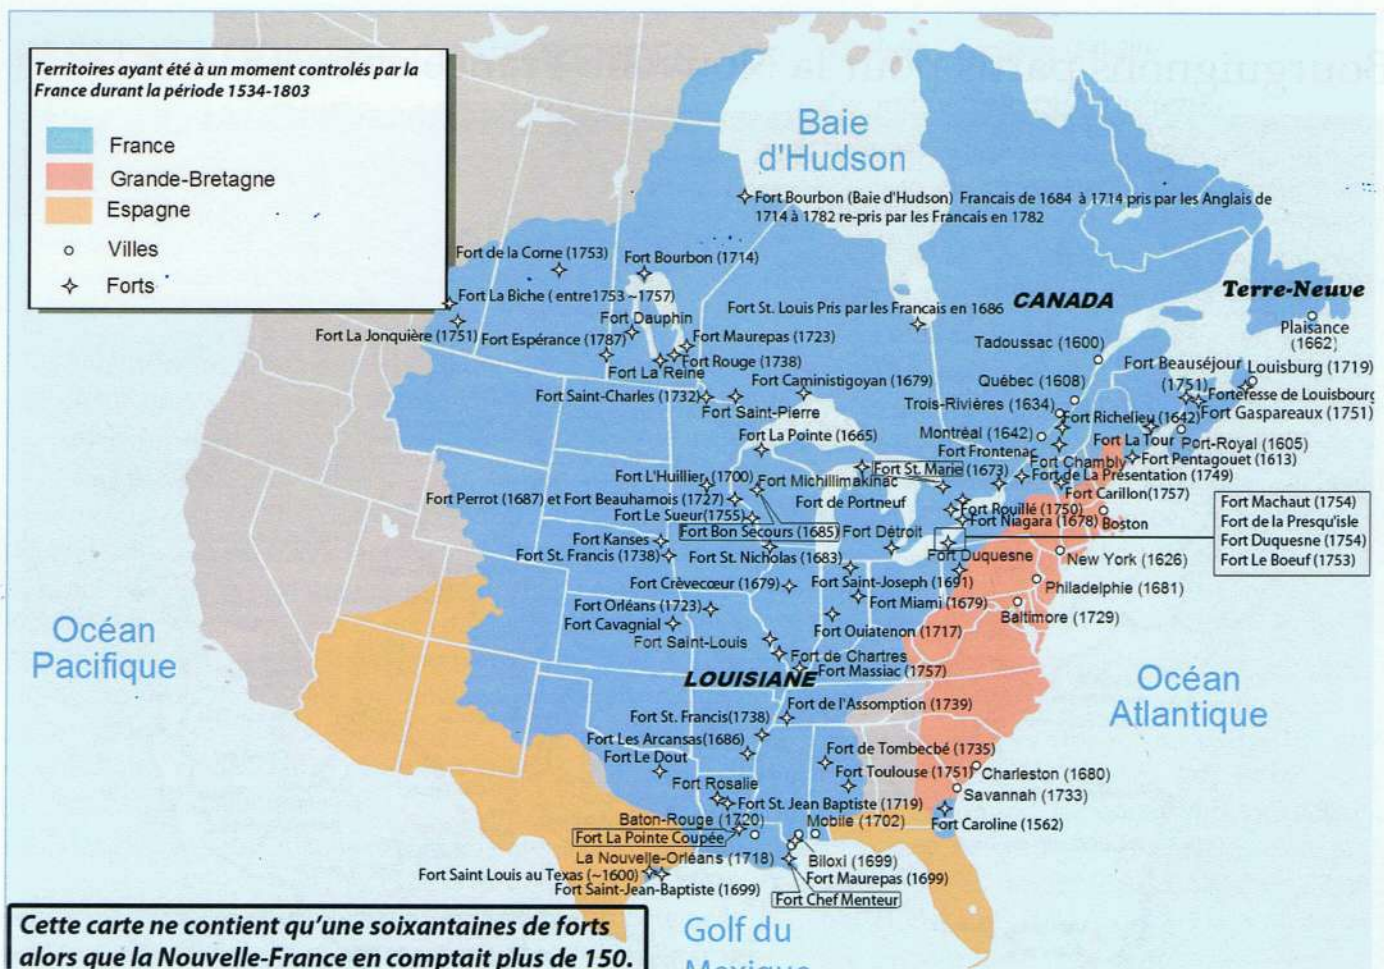 Territoires ayant été à un moment controlés par la
France durant la période 1534-1803
France
Grande-Bretagne
Espagne
Villes
Forts
Baie
d'Hudson
Fort Bourbon (Baie d'Hudson) Francais de 1684 à 1714 pris par les Anglais de
1714 à 1782 re-pris par les Francais en 1782
Fort de la Corne (1753)
Fort Bourbon (1714)
Fort La Biche ( entre1753 ~1757)
Fort Dauphin
Fort St. Louis Pris par les Francais en 1686
CANADA
Terre-Neuve
Plaisance
(1662)
Fort La Jonquière (1751)
Fort Espérance (1787)
Fort Maurepas (1723)
Tadoussac (1600)
Fort Rouge (1738)
Fort La Reine
Fort Beauséjour
(1751)
Louisburg (1719)
Forteresse de Louisbourg
Fort Gaspareaux (1751)
Fort Caministigoyan (1679)
Québec (1608)
Fort Saint-Charles (1732)
Fort Saint-Pierre
Trois-Rivières (1634)
Fort Richelieu (1642)
Fort La Pointe (1665)
Montréal (1642)
Fort La Tour
Port-Royal (1605)
Fort Frontenac
Fort Chambly
Fort Pentagouet (1613)
Fort St. Marie (1673)
Fort de La Présentation (1749)
Fort L'Huillier (1700)
Fort Michillimakinac
Fort Carillon(1757)
Fort Perrot (1687) et Fort Beauharnois (1727)
Fort de Portneuf
Fort Rouillé (1750)
Fort Le Sueur(1755)
Fort Niagara (1678)
Boston
Fort Machaut (1754)
Fort de la Presqu'isle
Fort Duquesne (1754)
Fort Le Boeuf (1753)
Fort Bon Secours (1685)
Fort Détroit
Fort Kanses
Fort St. Francis (1738)
Fort St. Nicholas (1683)
Fort Duquesne
New York (1626)
Fort Crèvecœur (1679)
Fort Saint-Joseph (1691)
Philadelphie (1681)
Fort Orléans (1723)
Fort Miami (1679)
Baltimore (1729)
Fort Cavagnial
Fort Ouiatenon (1717)
Fort Saint-Louis
Fort de Chartres
Fort Massiac (1757)
Océan
Pacifique
LOUISIANE
Océan
Atlantique
Fort de l'Assomption (1739)
Fort St. Francis(1738)
Fort Les Arcansas(1686)
Fort de Tombecbé (1735)
Fort Le Dout
Fort Toulouse (1751)
Charleston (1680)
Fort Rosalie
Savannah (1733)
Fort St. Jean Baptiste (1719)
Baton-Rouge (1720)
Mobile (1702)
Fort Caroline (1562)
Fort La Pointe Coupée
La Nouvelle-Orléans (1718)
Biloxi (1699)
Fort Saint Louis au Texas (~1600)
Fort Maurepas (1699)
Fort Saint-Jean-Baptiste (1699)
Fort Chef Menteur
Golf du
Mexique
Cette carte ne contient qu'une soixantaines de forts
alors que la Nouvelle-France en comptait plus de 150.